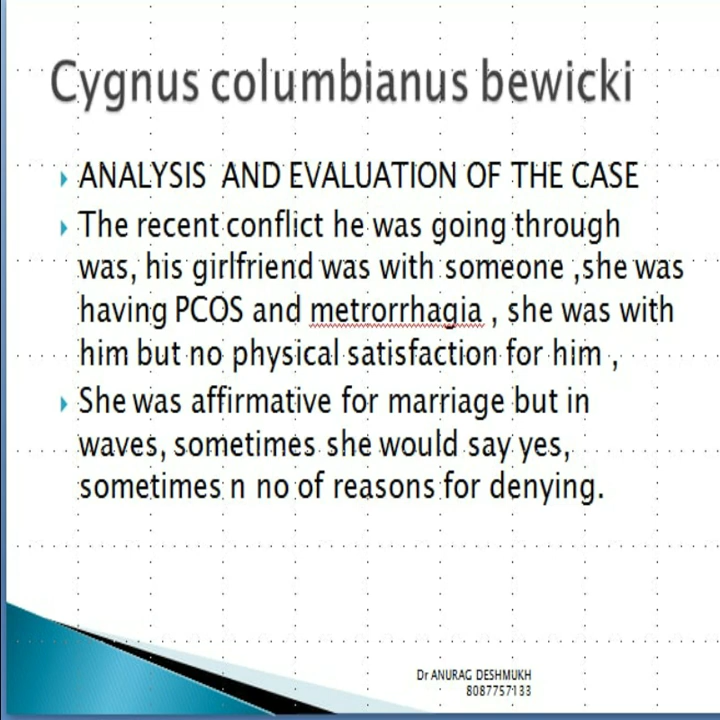 Cygnus columbianus bewicki
ANALYSIS AND EVALUATION OF THE CASE
The recent conflict he was going through
was, his girlfriend was with someone ,she was
having PCOS and metrorrhagia , she was with
him but no physical satisfaction for him ,
She was affirmative for marriage but in
waves, sometimes she would say yes,
sometimes n no of reasons for denying.
Dr ANURAG DESHMUKH
8087757133